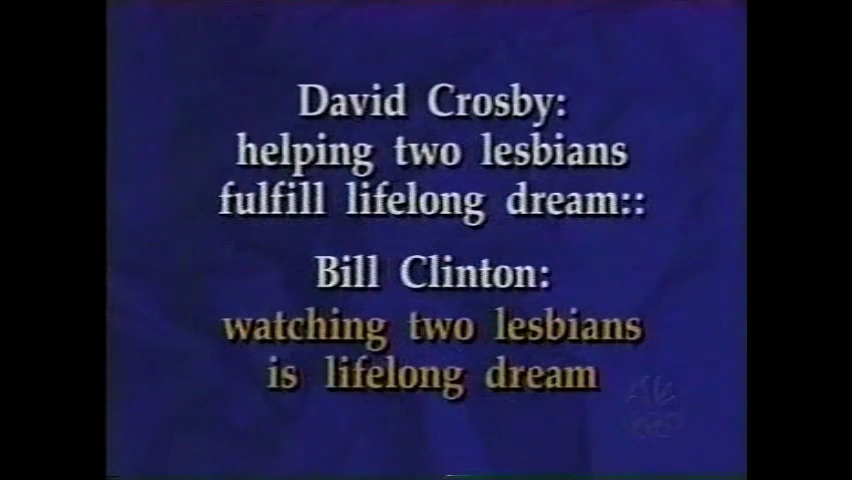 David Crosby:
helping two lesbians
fulfill lifelong dream::
Bill Clinton:
watching two lesbians
is lifelong dream